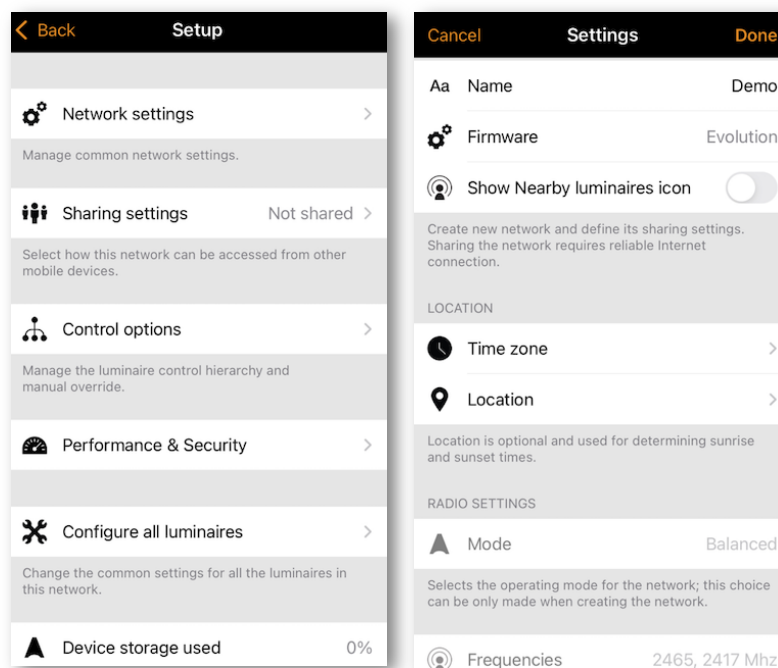 Back
Setup
Network settings
Manage common network settings.
Sharing settings Not shared
Select how this network can be accessed from other
mobile devices.
Control options
Manage the luminaire control hierarchy and
manual override.
Performance & Security
Configure all luminaires
Change the common settings for all the luminaires in
this network.
Device storage used 0%
Cancel Settings Done
Aa Name Demo
Firmware Evolution
Show Nearby luminaires icon
Create new network and define its sharing settings.
Sharing the network requires reliable Internet
connection.
LOCATION
Time zone
Location
Location is optional and used for determining sunrise
and sunset times.
RADIO SETTINGS
Mode Balanced
Selects the operating mode for the network; this choice
can be only made when creating the network.
Frequencies 2465, 2417 Mhz